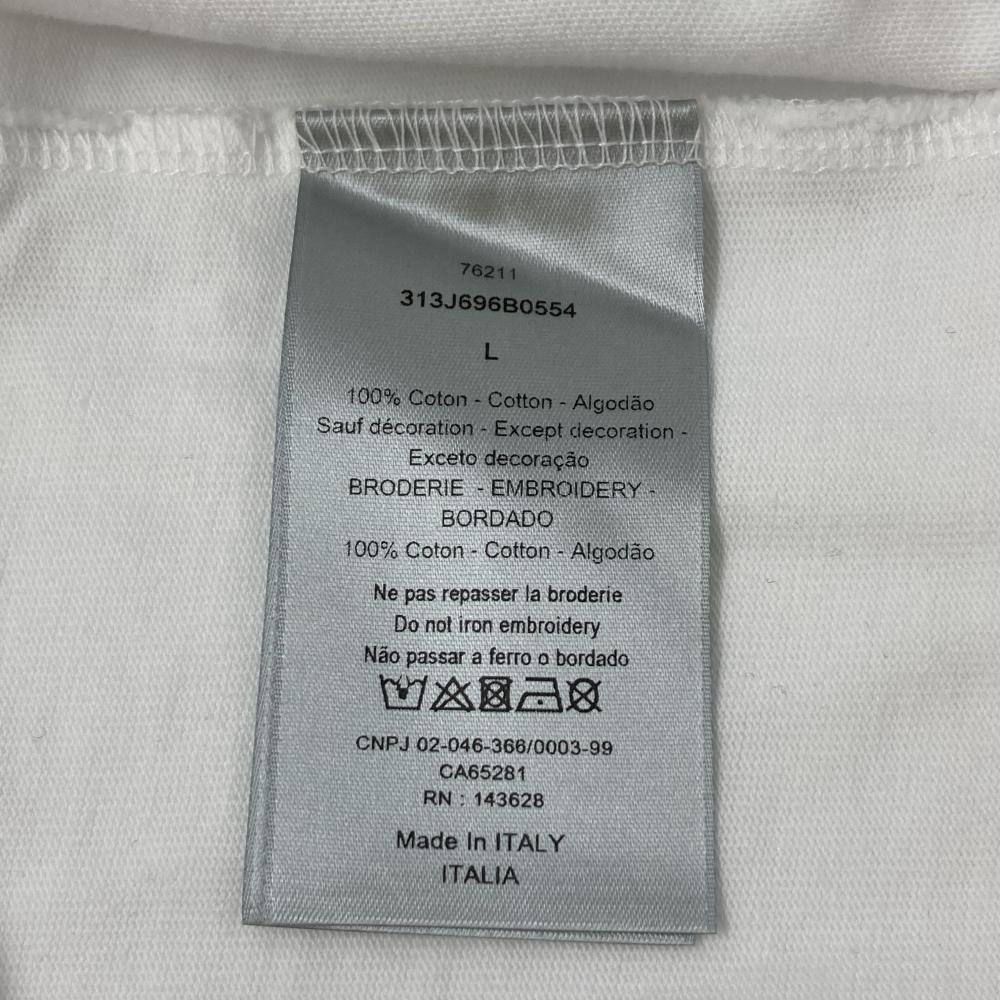 76211
313J696B0554
L
100% Coton - Cotton - Algodão
Sauf décoration - Except decoration -
Exceto decoração
BRODERIE - EMBROIDERY -
BORDADO
100% Coton - Cotton - Algodão
Ne pas repasser la broderie
Do not iron embroidery
Não passar a ferro o bordado
CNPJ 02-046-366/0003-99
CA65281
RN : 143628
Made In ITALY
ITALIA